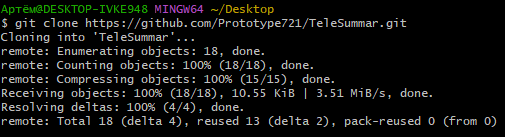 Артём@DESKTOP-IVKE948 MINGW64 ~/Desktop
$ git clone https://github.com/Prototype721/TeleSummar.git
Cloning into 'TeleSummar'...
remote: Enumerating objects: 18, done.
remote: Counting objects: 100% (18/18), done.
remote: Compressing objects: 100% (15/15), done.
Receiving objects: 100% (18/18), 10.55 KiB | 3.51 MiB/s, done.
Resolving deltas: 100% (4/4), done.
remote: Total 18 (delta 4), reused 13 (delta 2), pack-reused 0 (from 0)